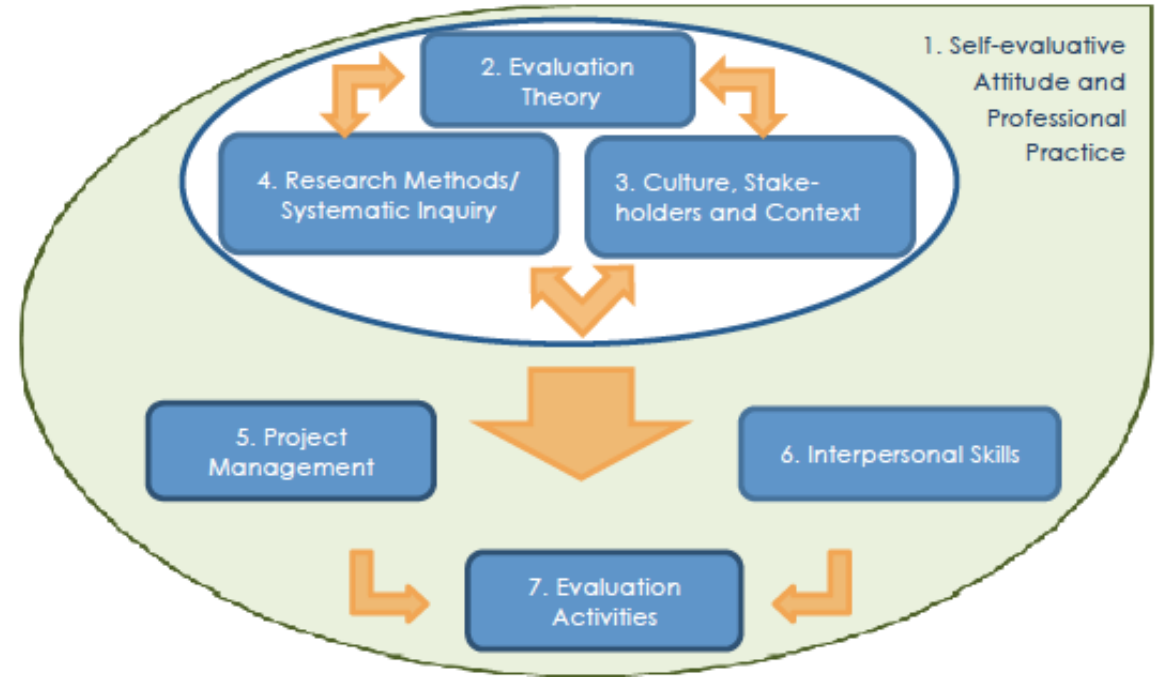 1. Self-evaluative
Attitude and
Professional
Practice
2. Evaluation
Theory
4. Research Methods/
Systematic Inquiry
3. Culture, Stake-
holders and Context
5. Project
Management
6. Interpersonal Skills
7. Evaluation
Activities